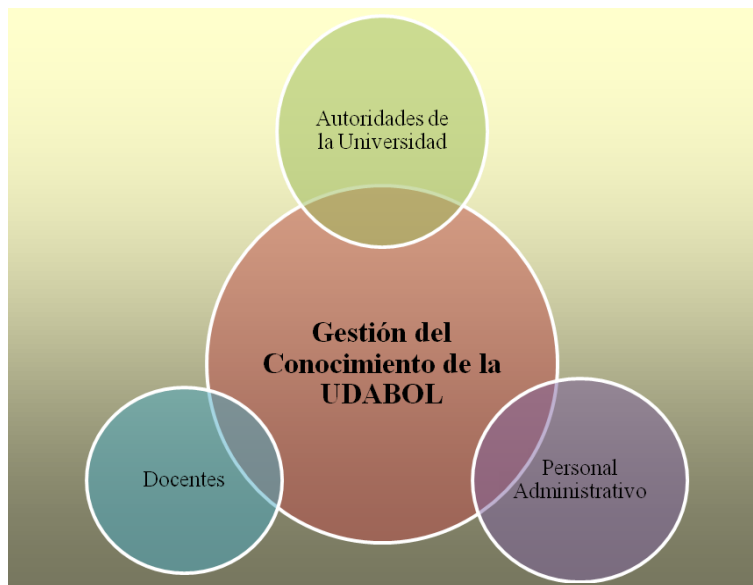 Autoridades de
la Universidad
Gestión del
Conocimiento de la
UDABOL
Docentes
Personal
Administrativo